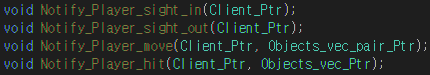 void Notify_Player_sight_in(Client_Ptr);
void Notify_Player_sight_out(Client_Ptr);
void Notify_Player_move(Client_Ptr, Objects_vec_pair_Ptr);
void Notify_Player_hit(Client_Ptr, Objects_vec_Ptr);